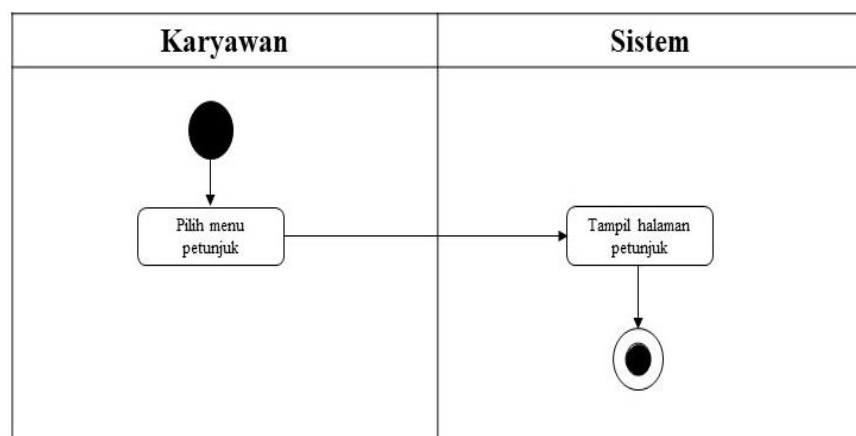 Karyawan
Sistem
Pilih menu
petunjuk
Tampil halaman
petunjuk